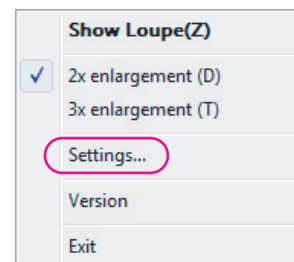 Show Loupe(Z)
2x enlargement (D)
3x enlargement (T)
Settings...
Version
Exit